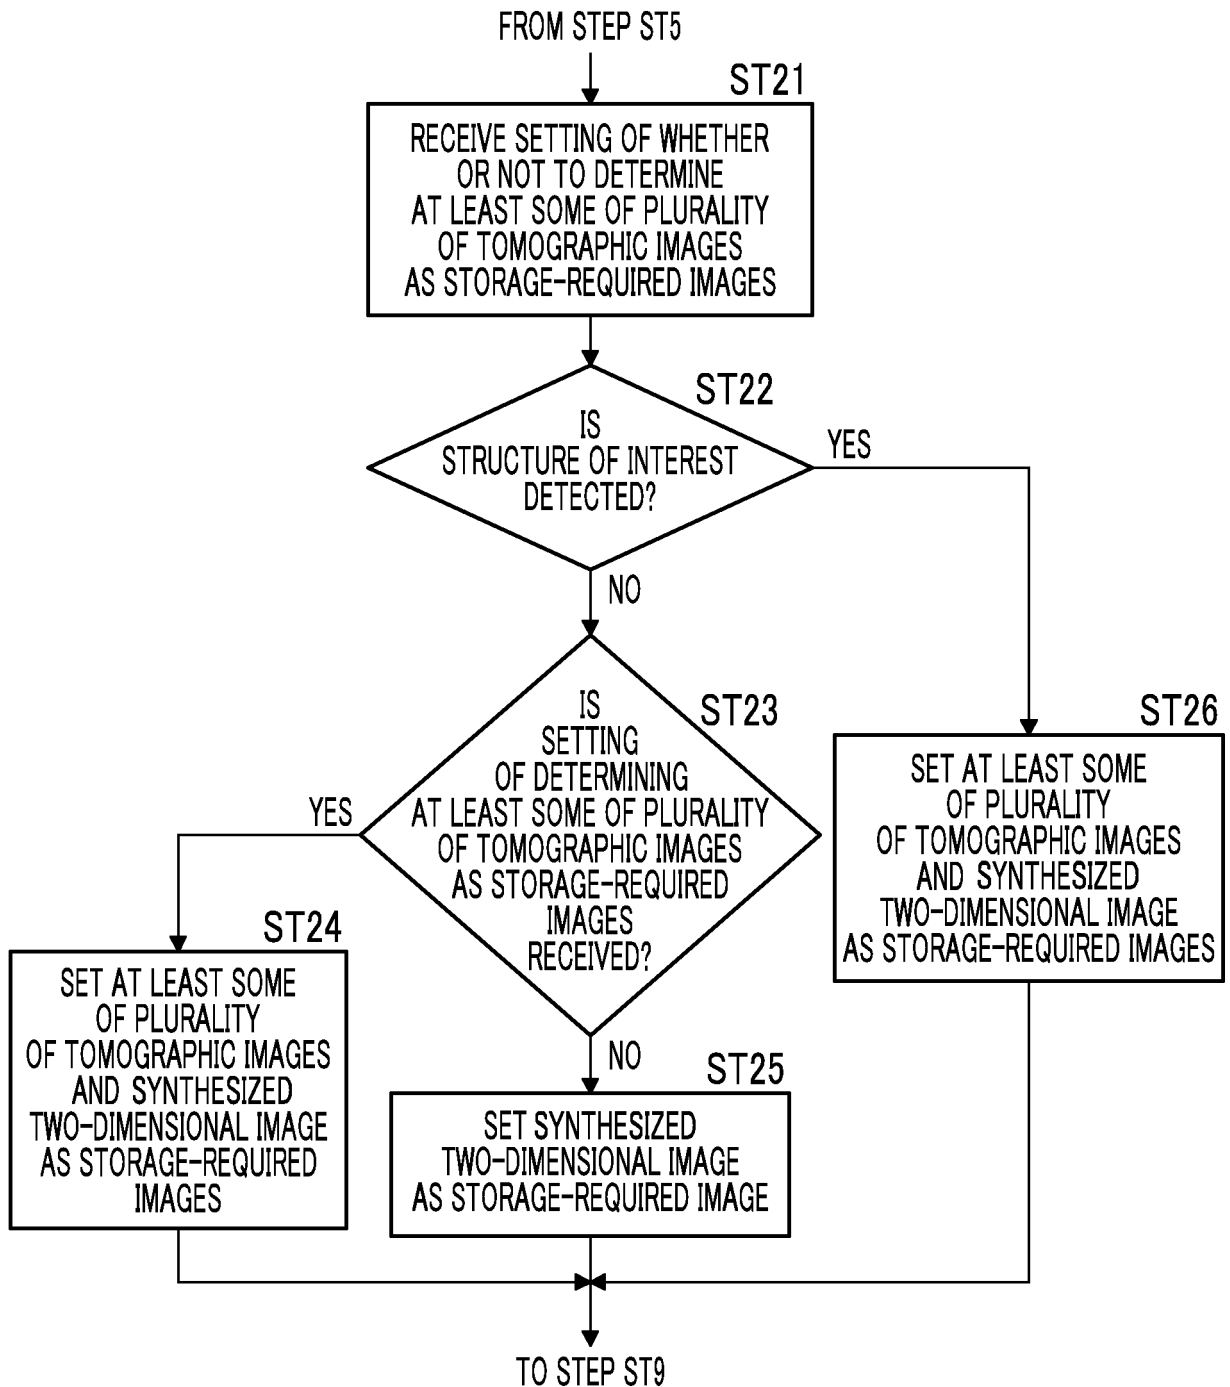 FROM STEP ST5
ST21
RECEIVE SETTING OF WHETHER
OR NOT TO DETERMINE
AT LEAST SOME OF PLURALITY
OF TOMOGRAPHIC IMAGES
AS STORAGE-REQUIRED IMAGES
ST22
IS
STRUCTURE OF INTEREST
DETECTED?
YES
NO
ST23
IS
SETTING
OF DETERMINING
AT LEAST SOME OF PLURALITY
OF TOMOGRAPHIC IMAGES
AS STORAGE-REQUIRED
IMAGES
RECEIVED?
YES
NO
ST26
SET AT LEAST SOME
OF PLURALITY
OF TOMOGRAPHIC IMAGES
AND SYNTHESIZED
TWO-DIMENSIONAL IMAGE
AS STORAGE-REQUIRED IMAGES
ST24
SET AT LEAST SOME
OF PLURALITY
OF TOMOGRAPHIC IMAGES
AND SYNTHESIZED
TWO-DIMENSIONAL IMAGE
AS STORAGE-REQUIRED
IMAGES
ST25
SET SYNTHESIZED
TWO-DIMENSIONAL IMAGE
AS STORAGE-REQUIRED IMAGE
TO STEP ST9